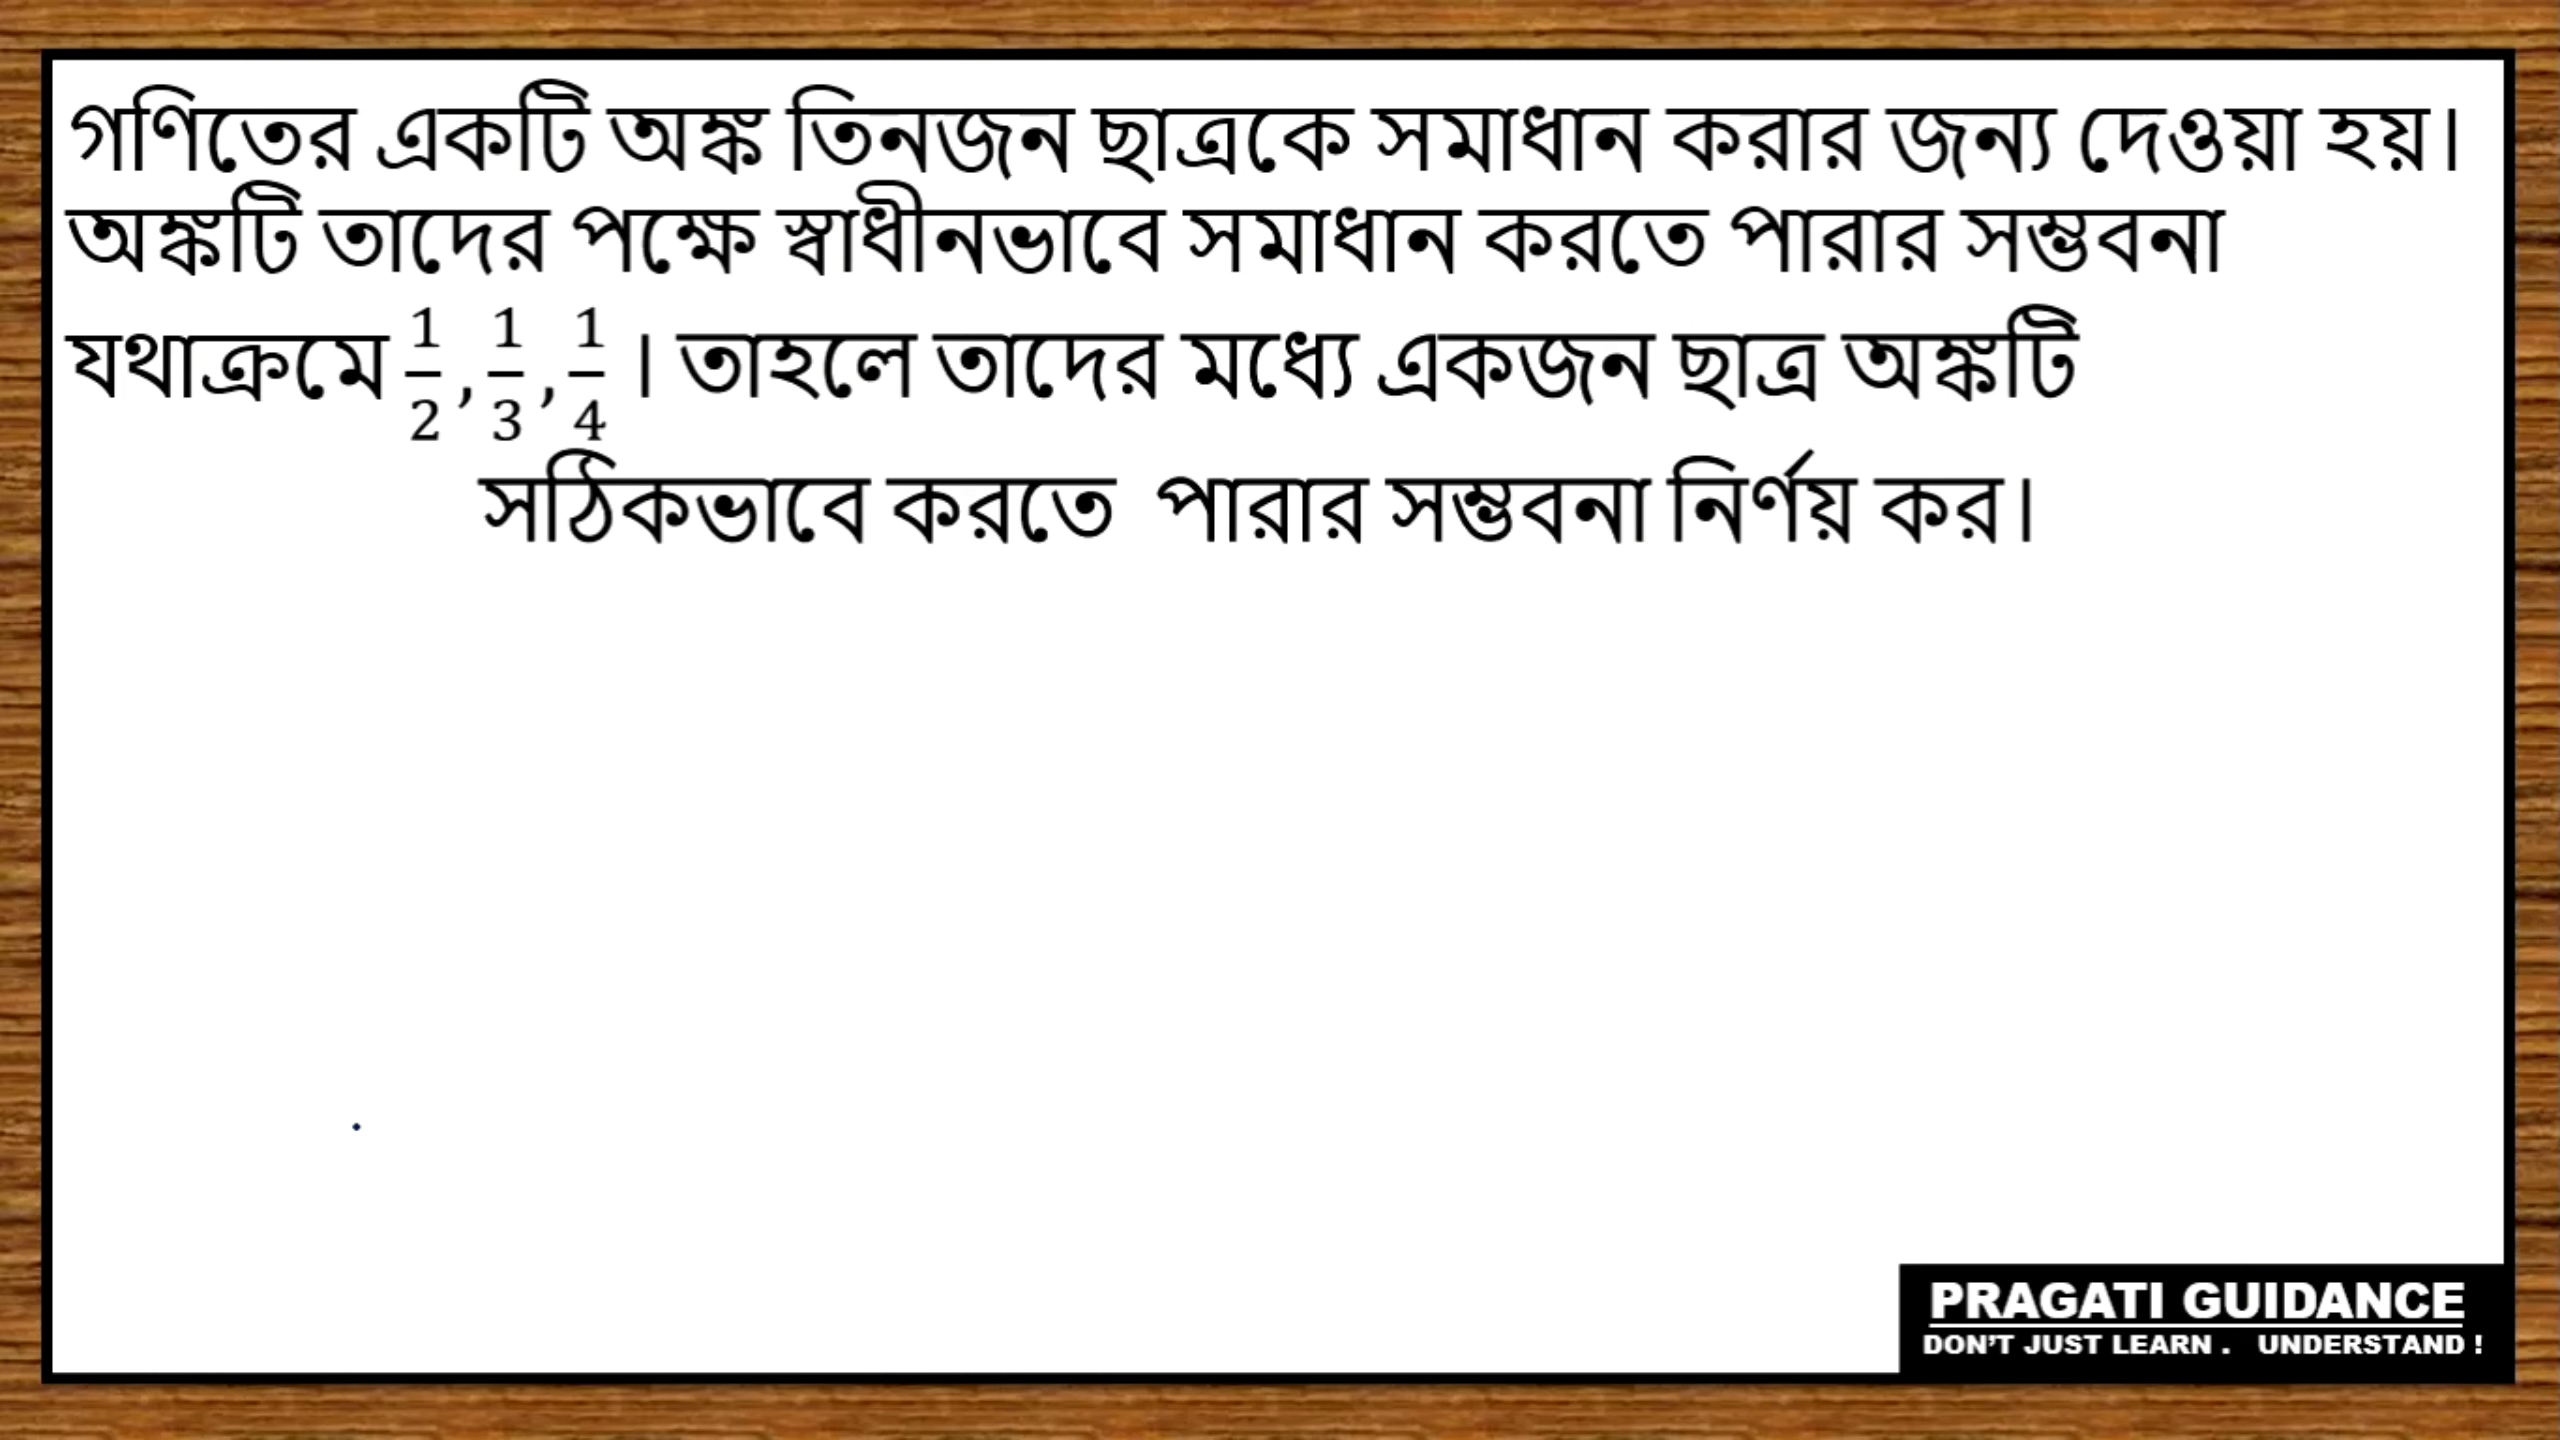 গণিতের একটি অঙ্ক তিনজন ছাত্রকে সমাধান করার জন্য দেওয়া হয়।
অঙ্কটি তাদের পক্ষে স্বাধীনভাবে সমাধান করতে পারার সম্ভবনা
যথাক্রমে 1/2, 1/3, 1/4 । তাহলে তাদের মধ্যে একজন ছাত্র অঙ্কটি
সঠিকভাবে করতে পারার সম্ভবনা নির্ণয় কর।
PRAGATI GUIDANCE
DON'T JUST LEARN . UNDERSTAND !